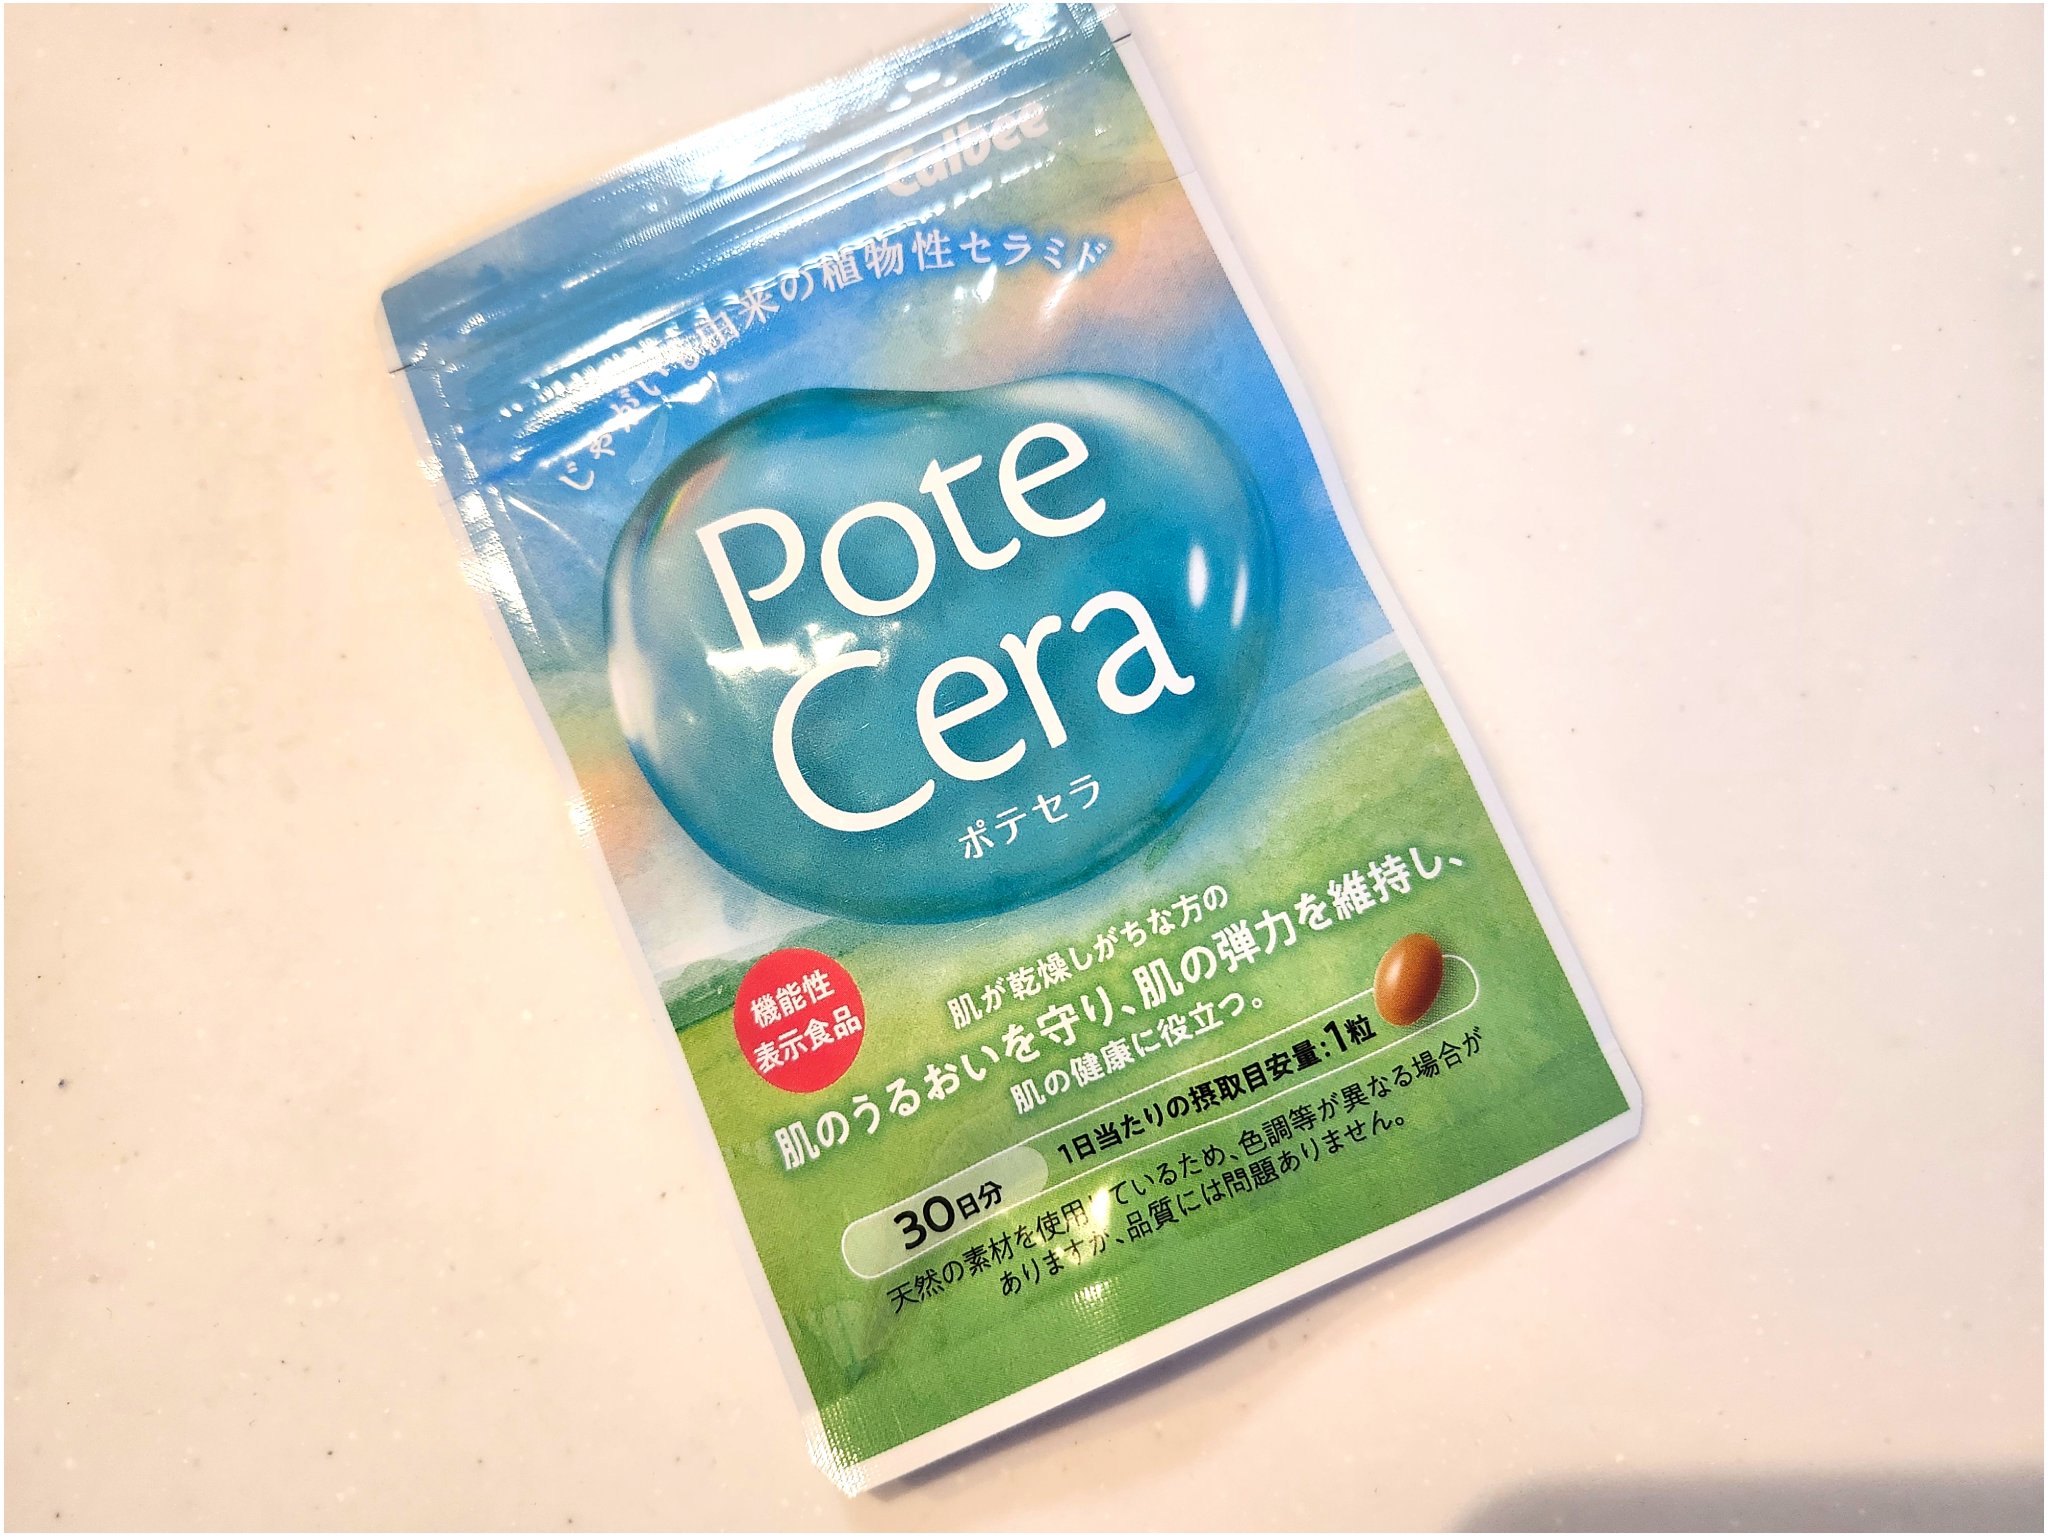 Calbee
じゃがいも由来の植物性セラミド
Pote
Cera
ポテセラ
機能性
表示食品
肌が乾燥しがちな方の
肌のうるおいを守り、肌の弾力を維持し、
肌の健康に役立つ。
30日分
1日当たりの摂取目安量:1粒
天然の素材を使用しているため、色調等が異なる場合が
ありますが、品質には問題ありません。